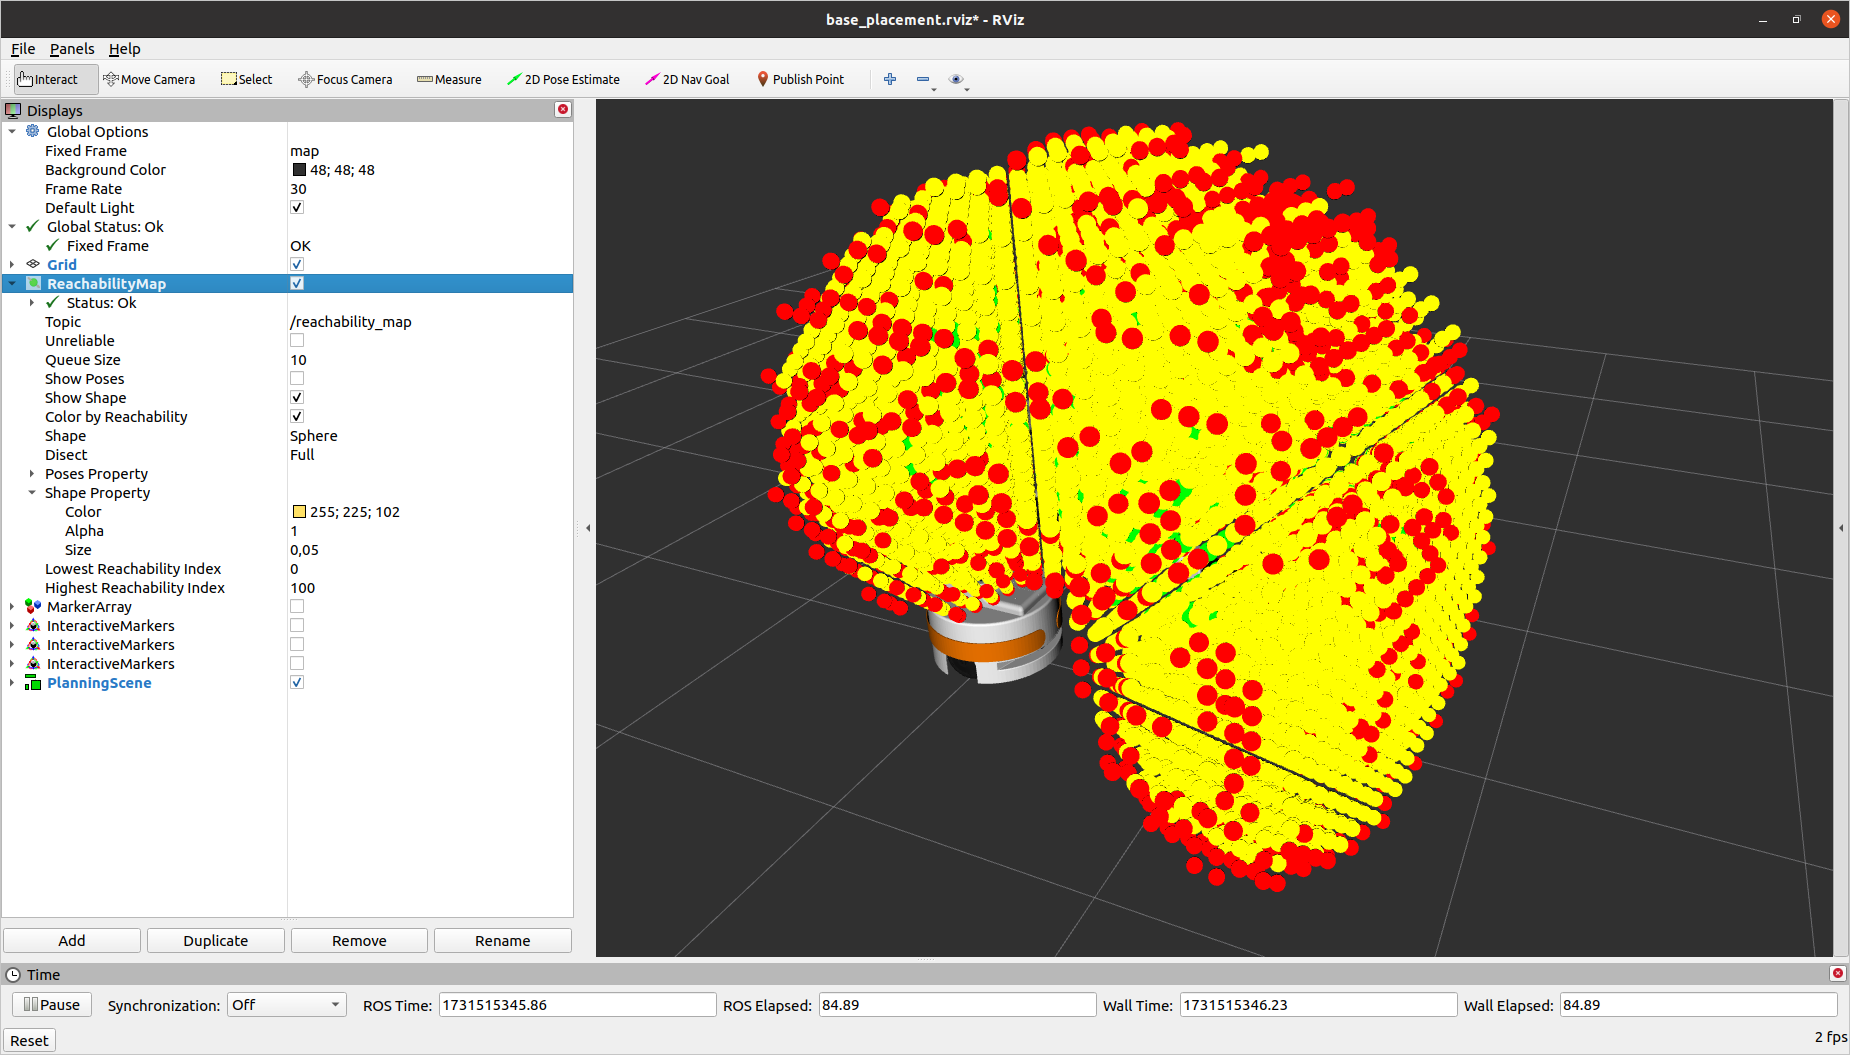 base_placement.rviz* - RViz
File Panels Help
Interact Move Camera Select Focus Camera Measure 2D Pose Estimate 2D Nav Goal Publish Point
Displays
Global Options
Fixed Frame map
Background Color 48; 48; 48
Frame Rate 30
Default Light
Global Status: Ok
Fixed Frame OK
Grid
ReachabilityMap
Status: Ok
Topic /reachability_map
Unreliable
Queue Size 10
Show Poses
Show Shape
Color by Reachability
Shape Sphere
Disect Full
Poses Property
Shape Property
Color 255; 225; 102
Alpha 1
Size 0,05
Lowest Reachability Index 0
Highest Reachability Index 100
MarkerArray
InteractiveMarkers
InteractiveMarkers
InteractiveMarkers
PlanningScene
Add Duplicate Remove Rename
Time
Pause Synchronization: Off ROS Time: 1731515345.86 ROS Elapsed: 84.89 Wall Time: 1731515346.23 Wall Elapsed: 84.89
Reset 2 fps